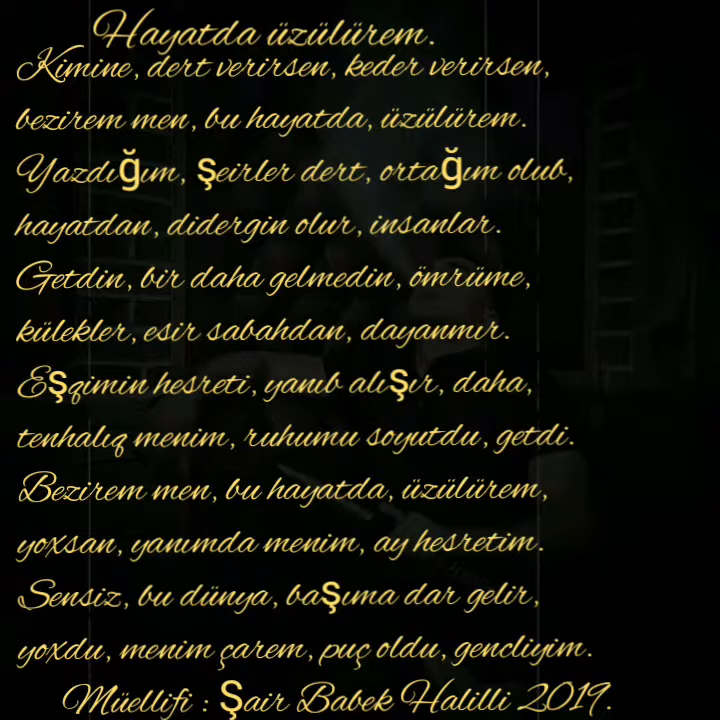 Hayatda üzülürem.
Kimine, dert verirsen, keder verirsen,
bezirem men, bu hayatda, üzülürem.
Yazdığım, Şeirler dert, ortağım olub,
hayatdan, didergin olur, insanlar.
Getdin, bir daha gelmedin, ömrüme,
külekler, esir sabahdan, dayanmır.
Eşqimin hesreti, yanıb alışır, daha,
tenhalıq menim, ruhumu soyutdu, getdi.
Bezirem men, bu hayatda, üzülürem,
yoxsan, yanımda menim, ay hesretim.
Sensiz, bu dünya, başıma dar gelir,
yoxdu, menim çarem, puç oldu, gencliyim.
Müellifi : Şair Babek Halilli 2019.